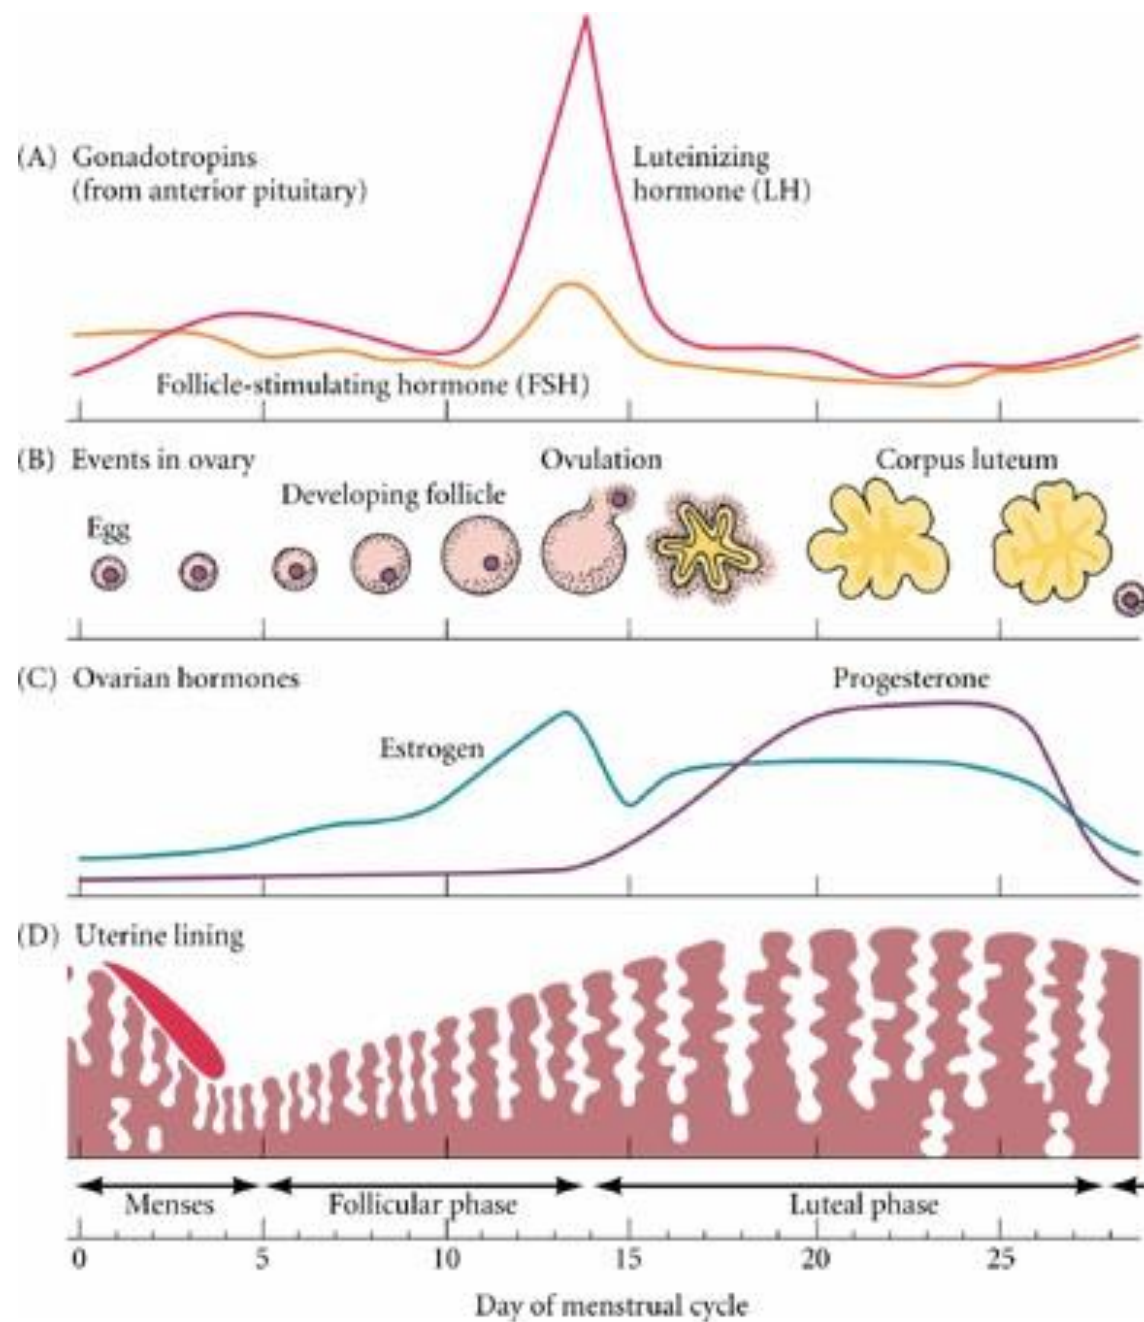 (A) Gonadotropins
(from anterior pituitary)
Luteinizing
hormone (LH)
Follicle-stimulating hormone (FSH)
(B) Events in ovary
Ovulation
Corpus luteum
Developing follicle
Egg
(C) Ovarian hormones
Progesterone
Estrogen
(D) Uterine lining
Menses
Follicular phase
Luteal phase
0 5 10 15 20 25
Day of menstrual cycle